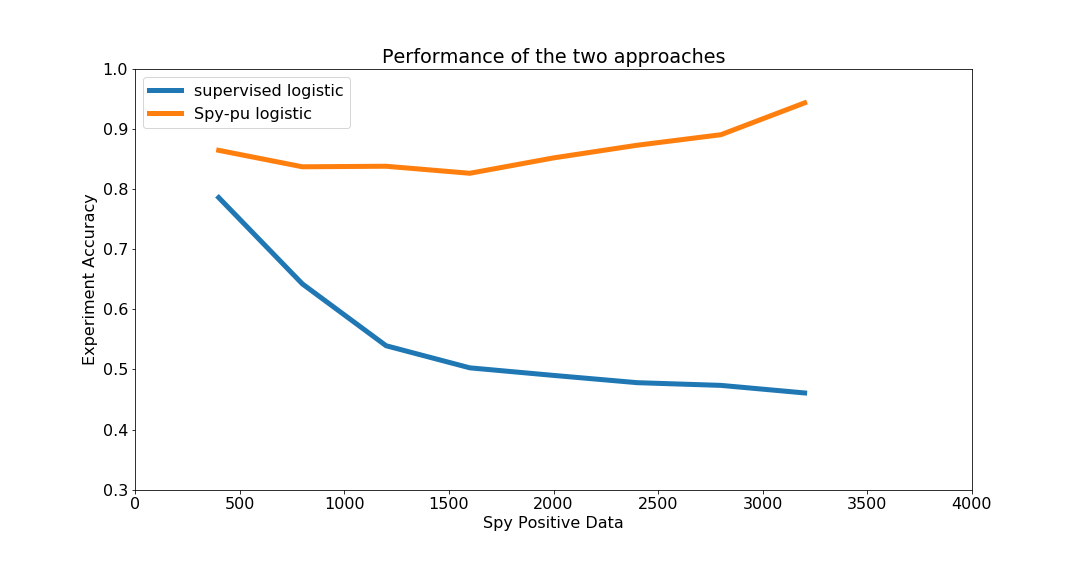 Performance of the two approaches
supervised logistic
Spy-pu logistic
Experiment Accuracy
1.0
0.9
0.8
0.7
0.6
0.5
0.4
0.3
0 500 1000 1500 2000 2500 3000 3500 4000
Spy Positive Data